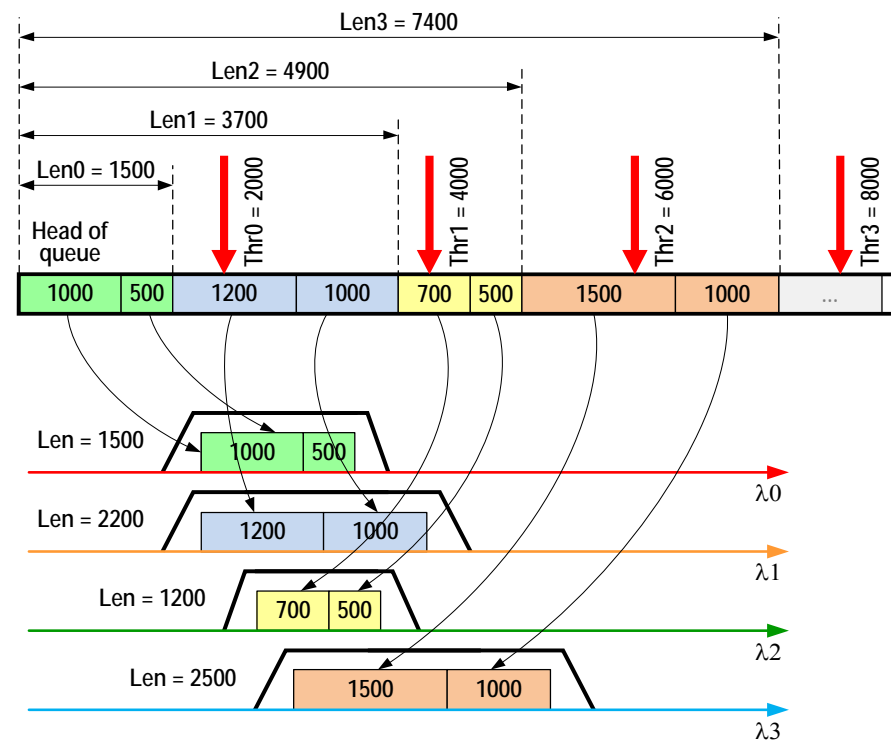 Len3 = 7400
Len2 = 4900
Len1 = 3700
Len0 = 1500
Thr0 = 2000
Thr1 = 4000
Thr2 = 6000
Thr3 = 8000
Head of
queue
1000 500 1200 1000 700 500 1500 1000 ...
Len = 1500
1000 500
λ0
Len = 2200
1200 1000
λ1
Len = 1200
700 500
λ2
Len = 2500
1500 1000
λ3